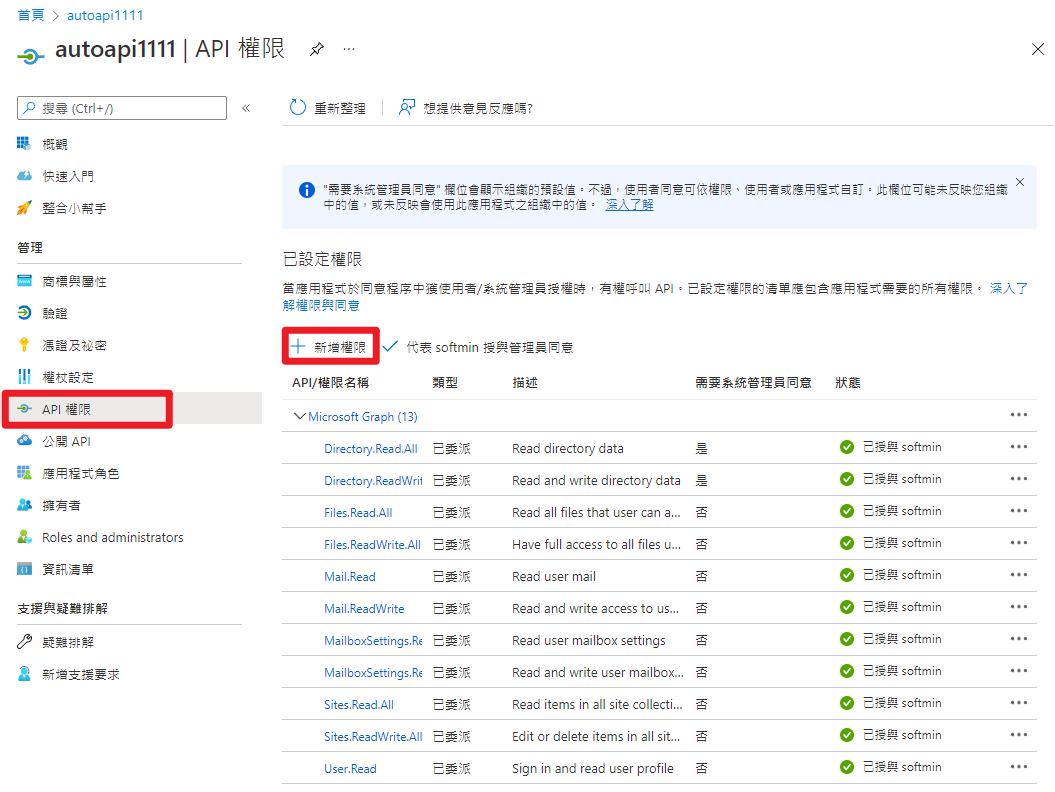 首頁 > autoapi1111
autoapi1111 | API 權限
搜尋 (Ctrl+/)
«
重新整理
想提供意見反應嗎?
概觀
快速入門
整合小幫手
管理
商標與屬性
驗證
憑證及祕密
權杖設定
API 權限
公開 API
應用程式角色
擁有者
Roles and administrators
資訊清單
支援與疑難排解
疑難排解
新增支援要求
"需要系統管理員同意" 欄位會顯示組織的預設值。不過，使用者同意可依權限、使用者或應用程式自訂。此欄位可能未反映您組織
中的值，或未反映會使用此應用程式之組織中的值。 深入了解
已設定權限
當應用程式於同意程序中獲使用者/系統管理員授權時，有權呼叫 API。已設定權限的清單應包含應用程式需要的所有權限。 深入了
解權限與同意
新增權限 代表 softmin 授與管理員同意
API/權限名稱 類型 描述 需要系統管理員同意 狀態
Microsoft Graph (13)
Directory.Read.All 已委派 Read directory data 是 已授與 softmin
Directory.ReadWrit 已委派 Read and write directory data 是 已授與 softmin
Files.Read.All 已委派 Read all files that user can a... 否 已授與 softmin
Files.ReadWrite.All 已委派 Have full access to all files u... 否 已授與 softmin
Mail.Read 已委派 Read user mail 否 已授與 softmin
Mail.ReadWrite 已委派 Read and write access to us... 否 已授與 softmin
MailboxSettings.Re 已委派 Read user mailbox settings 否 已授與 softmin
MailboxSettings.Re 已委派 Read and write user mailbox... 否 已授與 softmin
Sites.Read.All 已委派 Read items in all site collecti... 否 已授與 softmin
Sites.ReadWrite.All 已委派 Edit or delete items in all sit... 否 已授與 softmin
User.Read 已委派 Sign in and read user profile 否 已授與 softmin